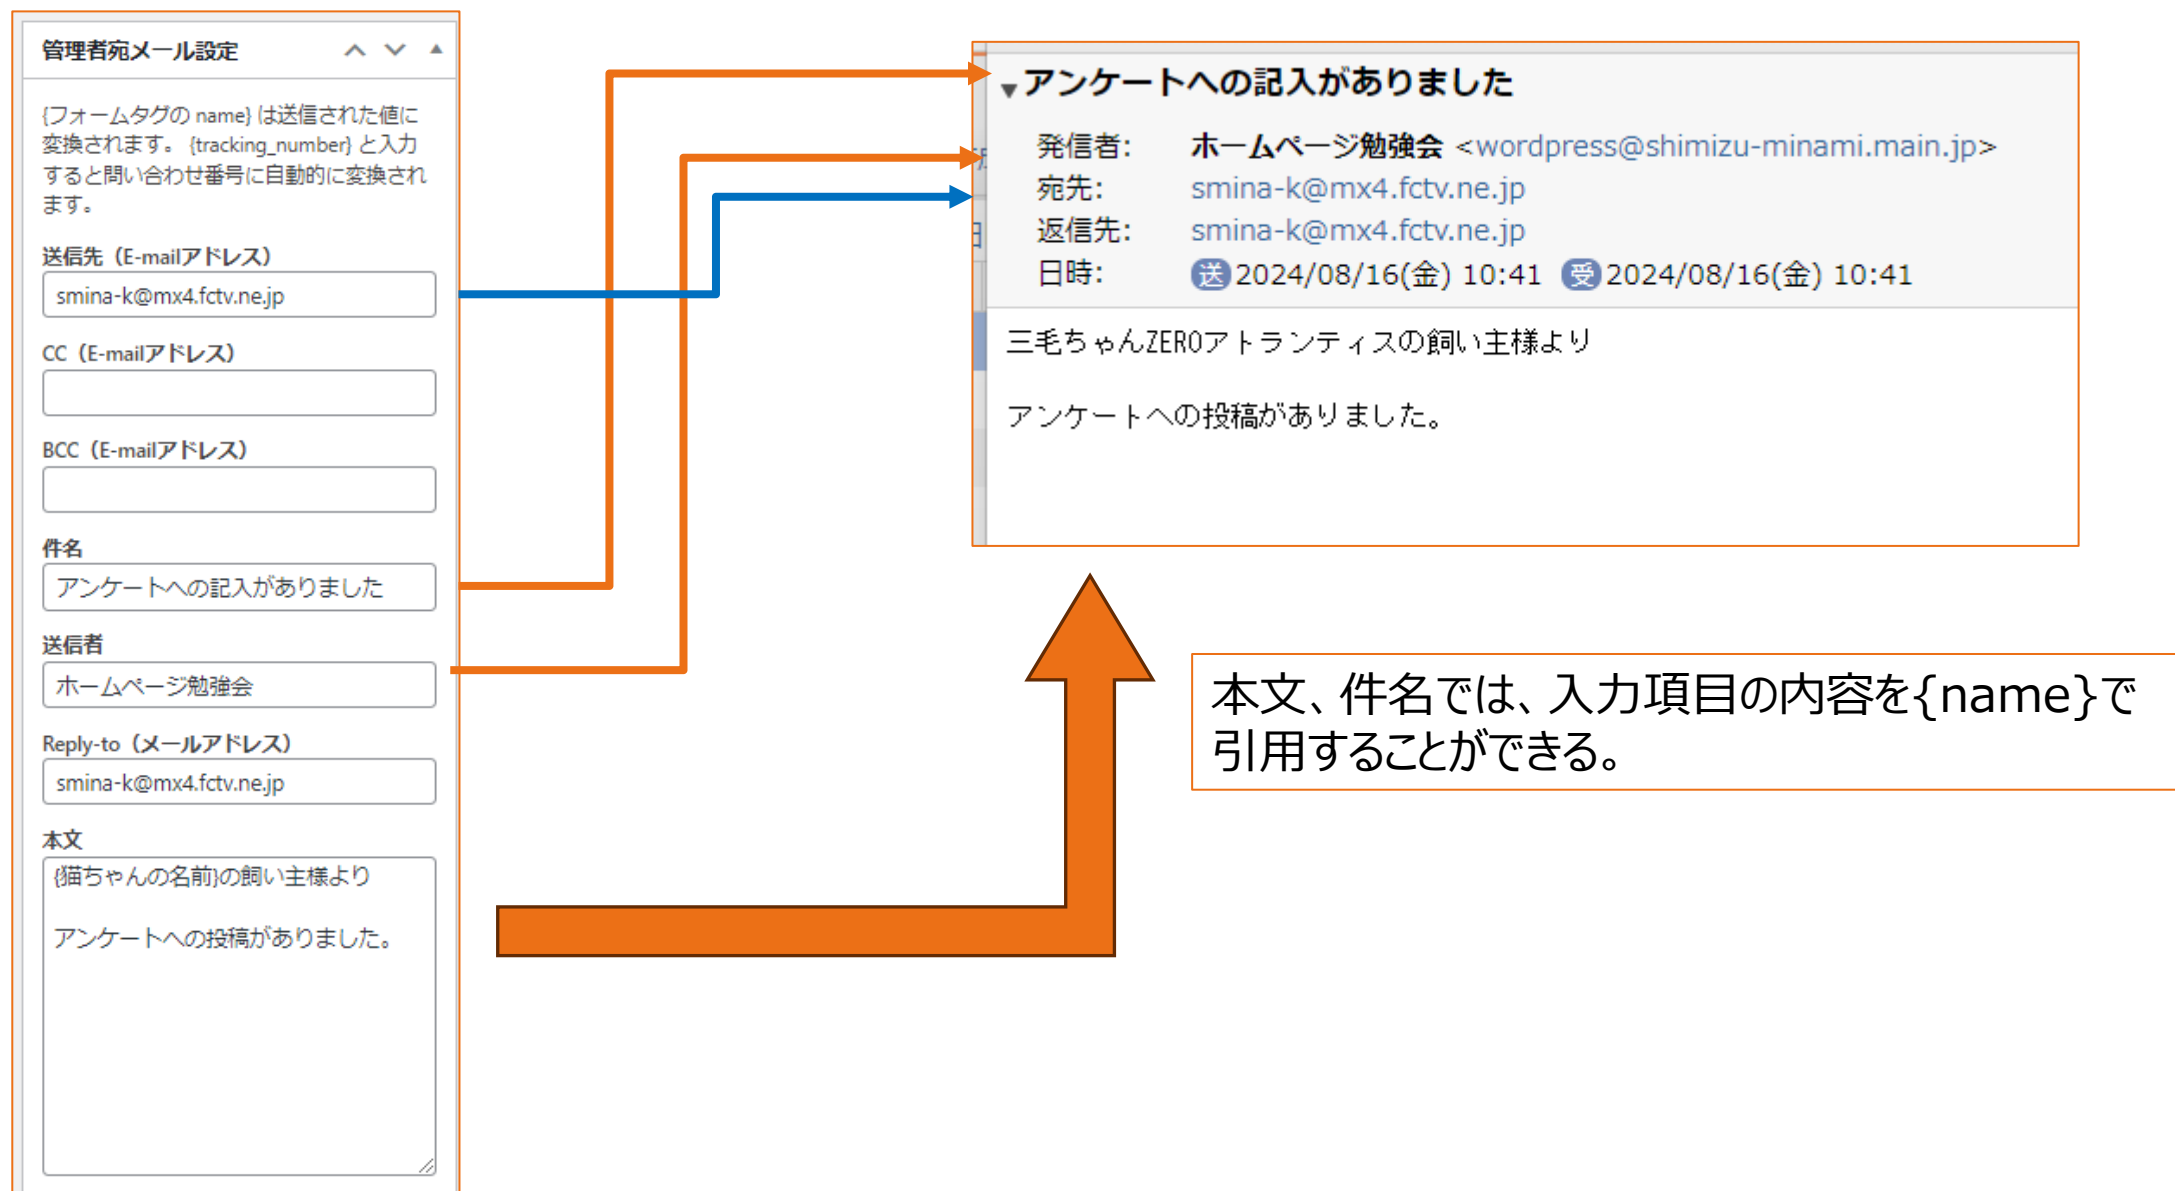 管理者宛メール設定
{フォームタグの name} は送信された値に
変換されます。 {tracking_number} と入力
すると問い合わせ番号に自動的に変換され
ます。
送信先（E-mailアドレス）
smina-k@mx4.fctv.ne.jp
CC（E-mailアドレス）
BCC（E-mailアドレス）
件名
アンケートへの記入がありました
送信者
ホームページ勉強会
Reply-to（メールアドレス）
smina-k@mx4.fctv.ne.jp
本文
{猫ちゃんの名前}の飼い主様より
アンケートへの投稿がありました。
アンケートへの記入がありました
発信者: ホームページ勉強会 <wordpress@shimizu-minami.main.jp>
宛先: smina-k@mx4.fctv.ne.jp
返信先: smina-k@mx4.fctv.ne.jp
日時: 送 2024/08/16(金) 10:41 受 2024/08/16(金) 10:41
三毛ちゃんZEROアトランティスの飼い主様より
アンケートへの投稿がありました。
本文、件名では、入力項目の内容を{name}で
引用することができる。